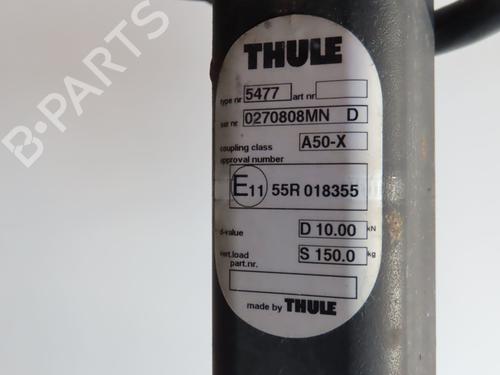 THULE
type nr 5477 art nr
ser nr 0270808MN D
coupling class A50-X
approval number
E11 55R 018355
d-value D 10.00 kN
vert.load S 150.0 kg
part.nr.
made by THULE
B-PARTS